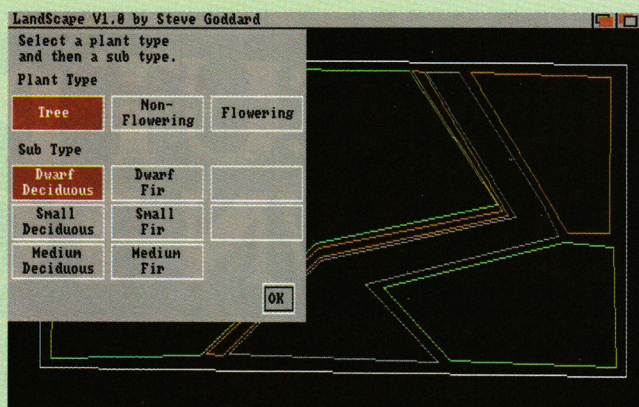 LandScape V1.0 by Steve Goddard
Select a plant type
and then a sub type.
Plant Type
Tree
Non-
Flowering
Flowering
Sub Type
Dwarf
Deciduous
Dwarf
Fir
Small
Deciduous
Small
Fir
Medium
Deciduous
Medium
Fir
OK